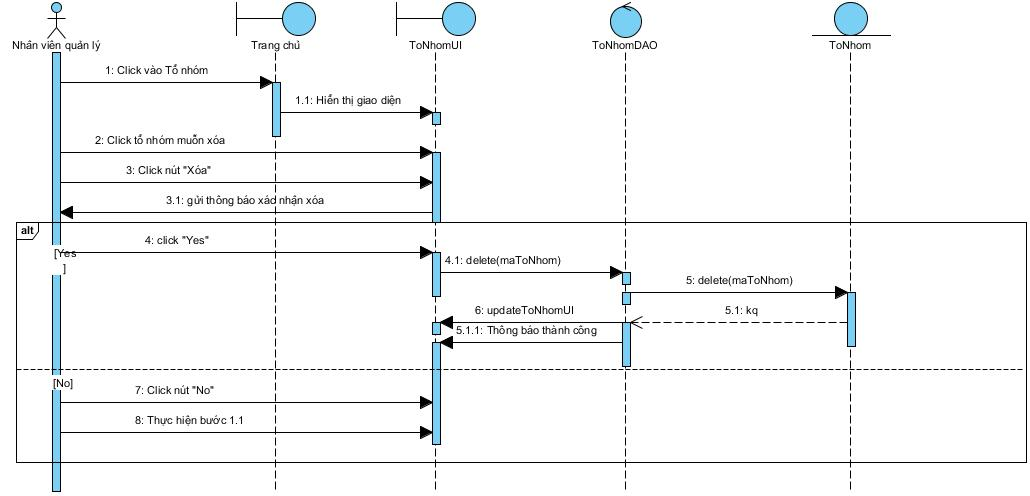 Nhân viên quản lý
Trang chủ
ToNhomUI
ToNhomDAO
ToNhom
1: Click vào Tổ nhóm
1.1: Hiển thị giao diện
2: Click tổ nhóm muốn xóa
3: Click nút "Xóa"
3.1: gửi thông báo xác nhận xóa
alt
[Yes
]
4: click "Yes"
4.1: delete(maToNhom)
5: delete(maToNhom)
6: updateToNhomUI
5.1: kq
5.1.1: Thông báo thành công
[No]
7: Click nút "No"
8: Thực hiện bước 1.1